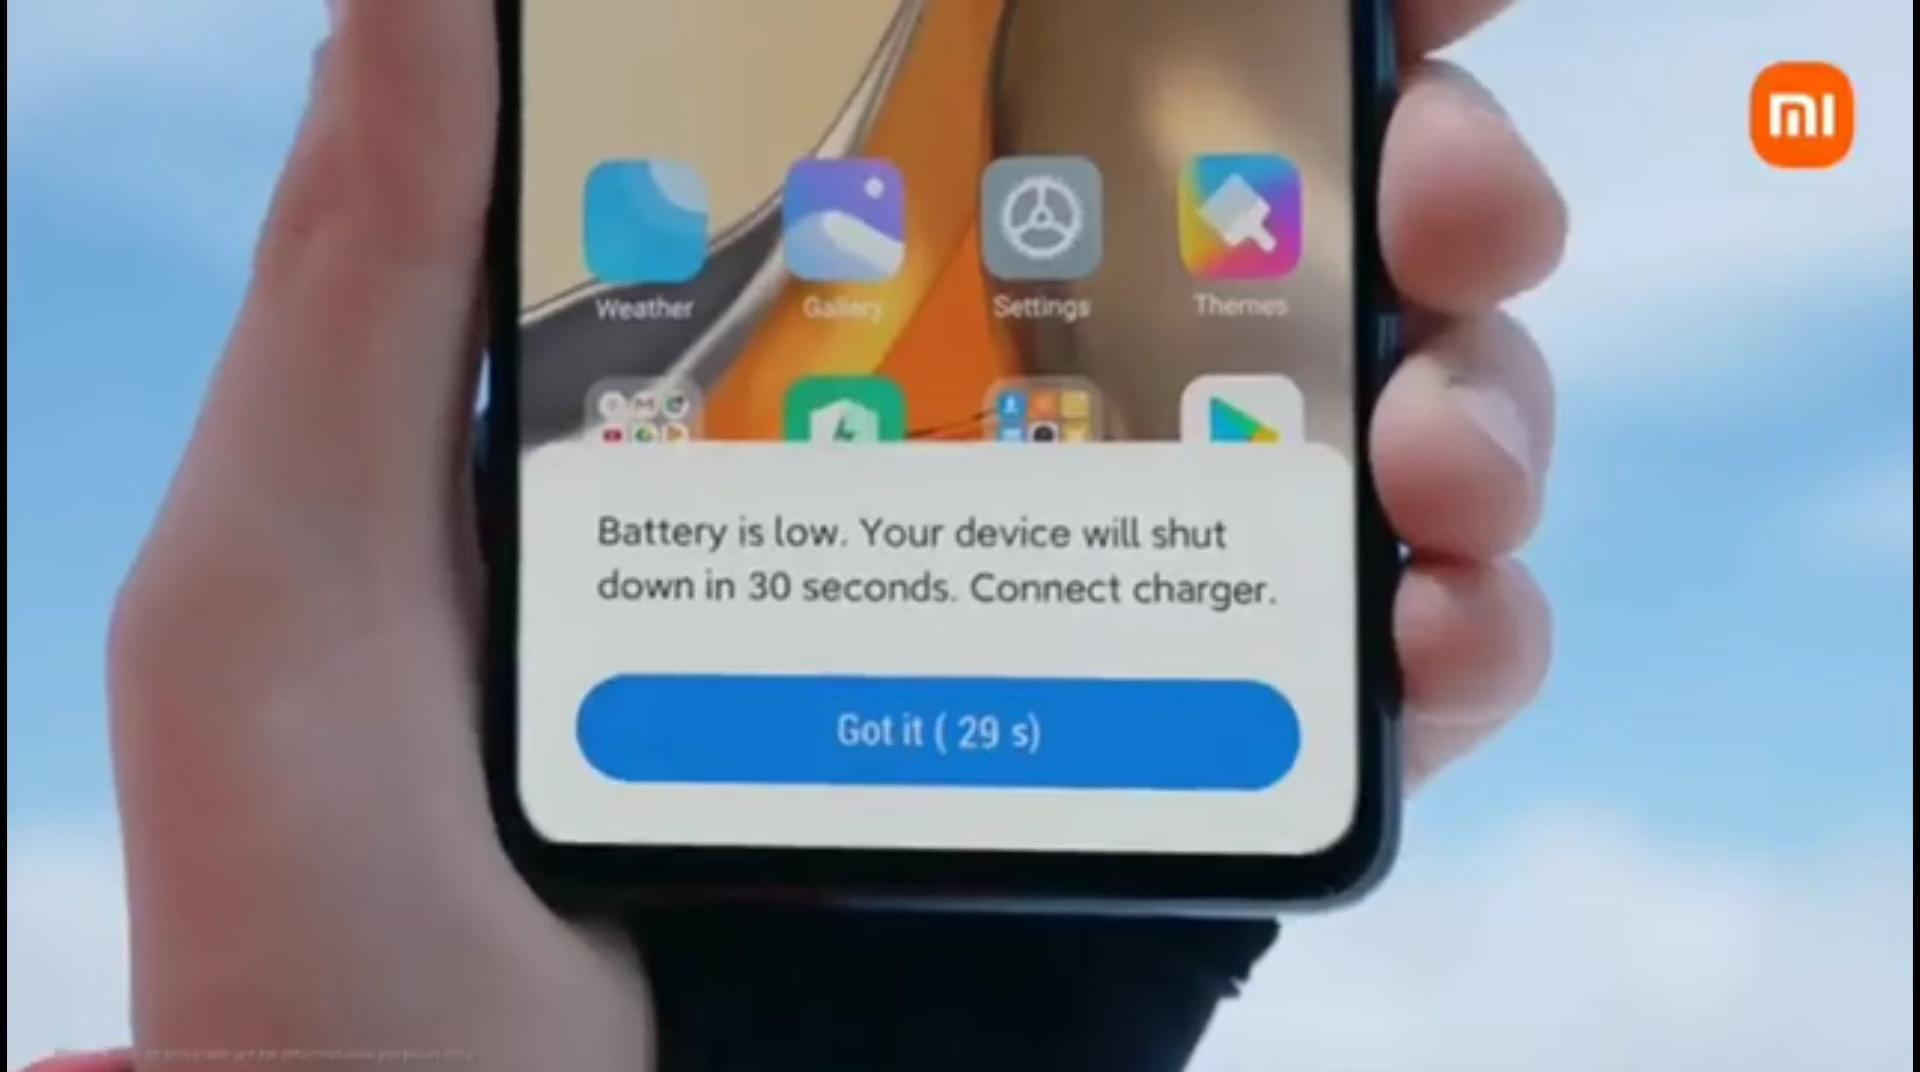 mi
Weather Gallery Settings Themes
Battery is low. Your device will shut
down in 30 seconds. Connect charger.
Got it ( 29 s)